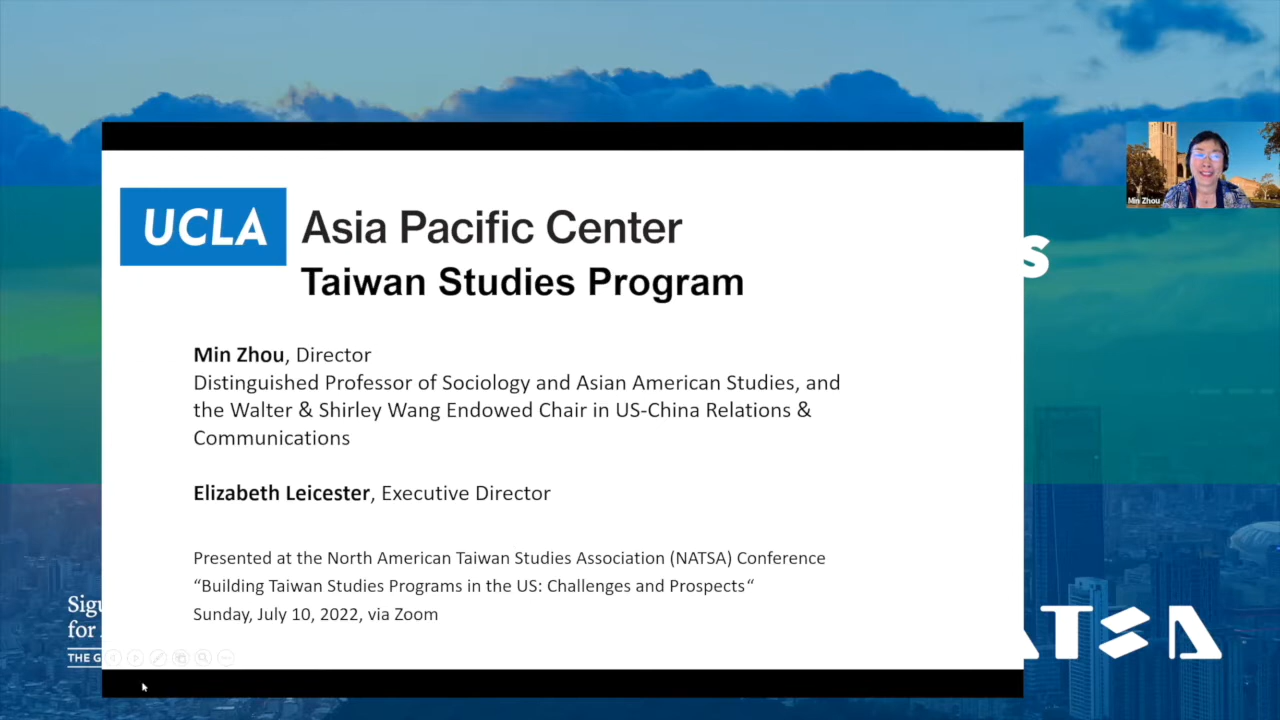 UCLA Asia Pacific Center
Taiwan Studies Program
Min Zhou
s
Min Zhou, Director
Distinguished Professor of Sociology and Asian American Studies, and
the Walter & Shirley Wang Endowed Chair in US-China Relations &
Communications
Elizabeth Leicester, Executive Director
Presented at the North American Taiwan Studies Association (NATSA) Conference
“Building Taiwan Studies Programs in the US: Challenges and Prospects“
Sunday, July 10, 2022, via Zoom
for
THE G